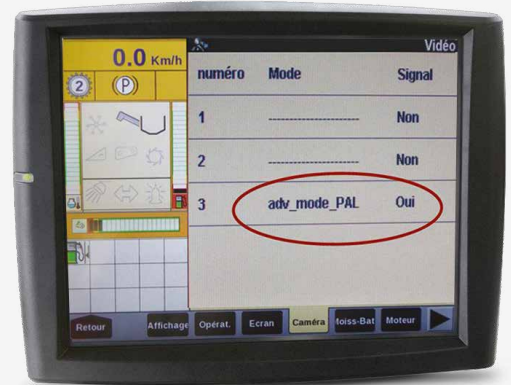 0.0 Km/h
2
P
Vidéo
numéro Mode Signal
1 --------------------- Non
2 --------------------- Non
3 adv_mode_PAL Oui
Retour Affichage Opérat. Ecran Caméra Moiss-Bat Moteur